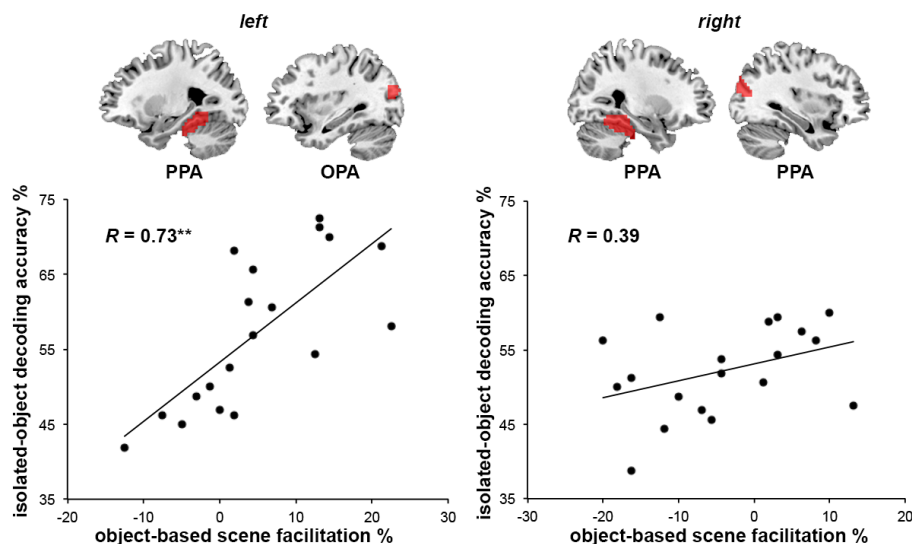 left
right
PPA
OPA
PPA
PPA
isolated-object decoding accuracy %
75
65
55
45
35
R = 0.73**
-20
-10
0
10
20
30
object-based scene facilitation %
isolated-object decoding accuracy %
75
65
55
45
35
R = 0.39
-30
-20
-10
0
10
20
object-based scene facilitation %